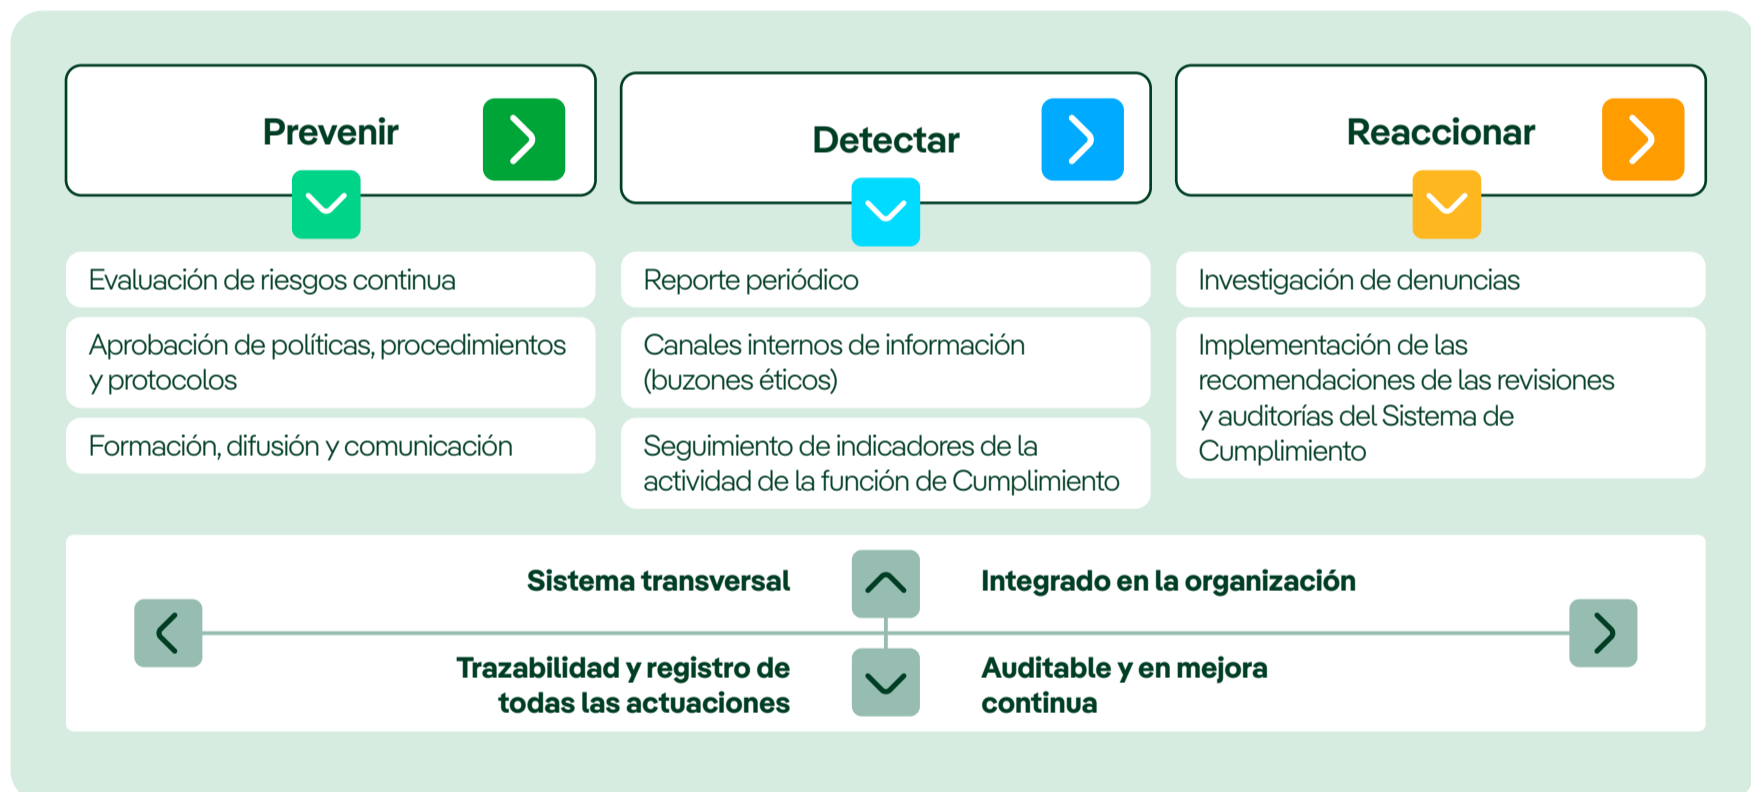 Prevenir
Evaluación de riesgos continua
Aprobación de políticas, procedimientos
y protocolos
Formación, difusión y comunicación
Detectar
Reporte periódico
Canales internos de información
(buzones éticos)
Seguimiento de indicadores de la
actividad de la función de Cumplimiento
Reaccionar
Investigación de denuncias
Implementación de las
recomendaciones de las revisiones
y auditorías del Sistema de
Cumplimiento
Sistema transversal
Integrado en la organización
Trazabilidad y registro de
todas las actuaciones
Auditable y en mejora
continua